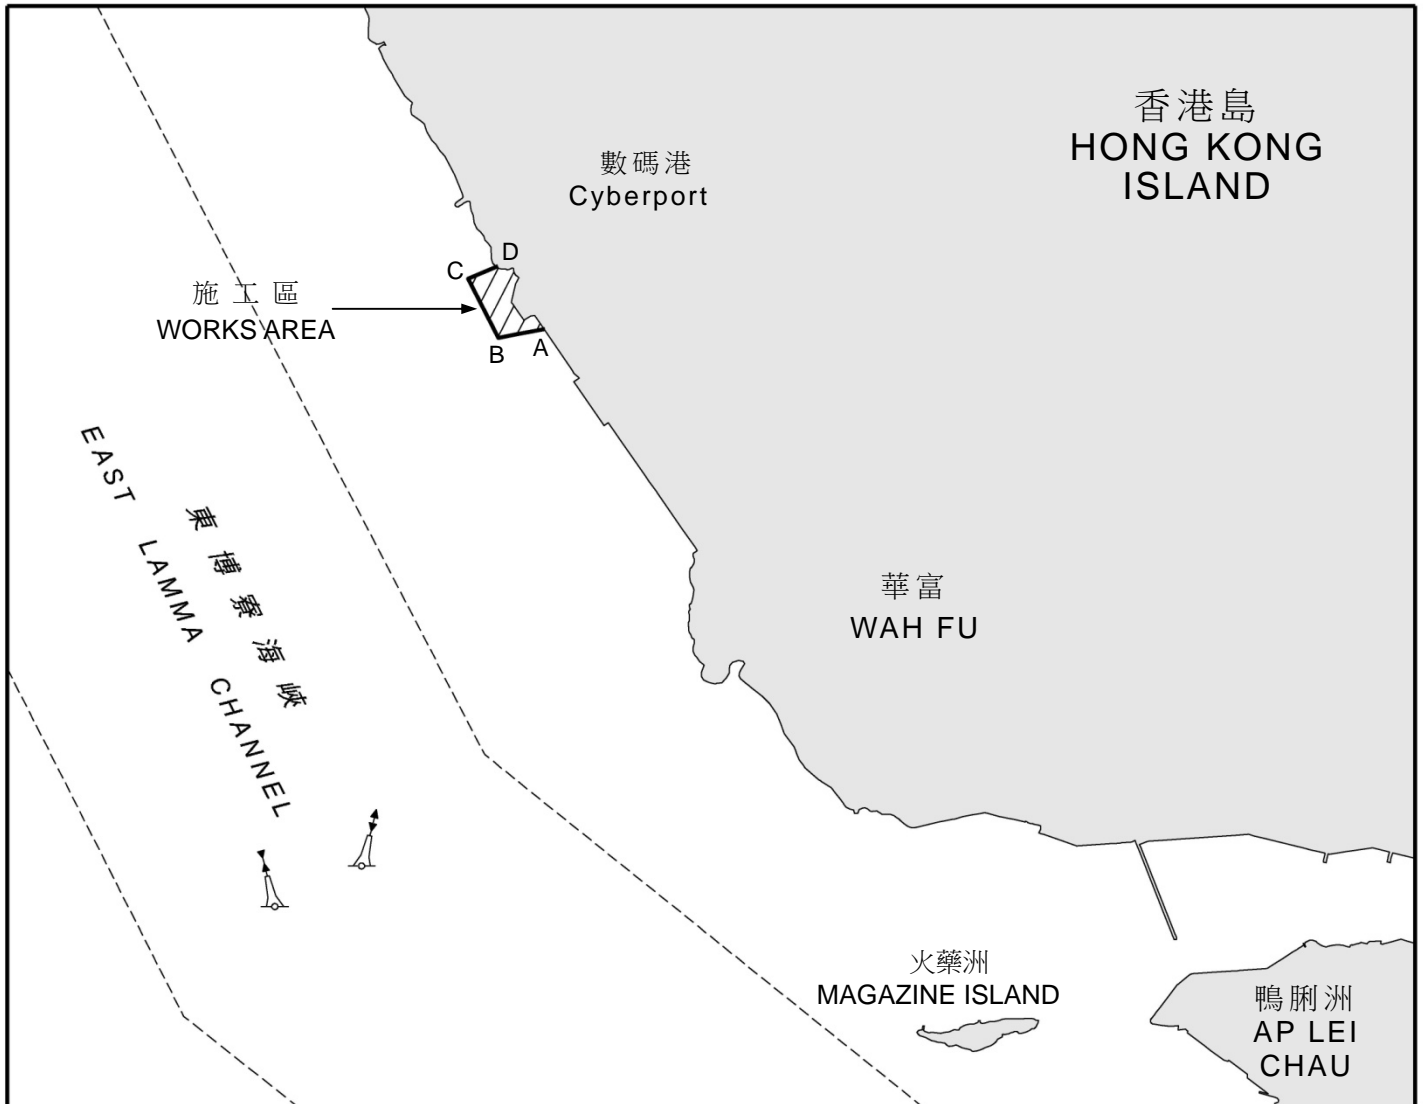 香港島
HONG KONG
ISLAND
數碼港
Cyberport
D
C
施工區
WORKS AREA
B
A
EAST LAMMA CHANNEL
東博寮海峽
華富
WAH FU
火藥洲
MAGAZINE ISLAND
鴨脷洲
AP LEI
CHAU